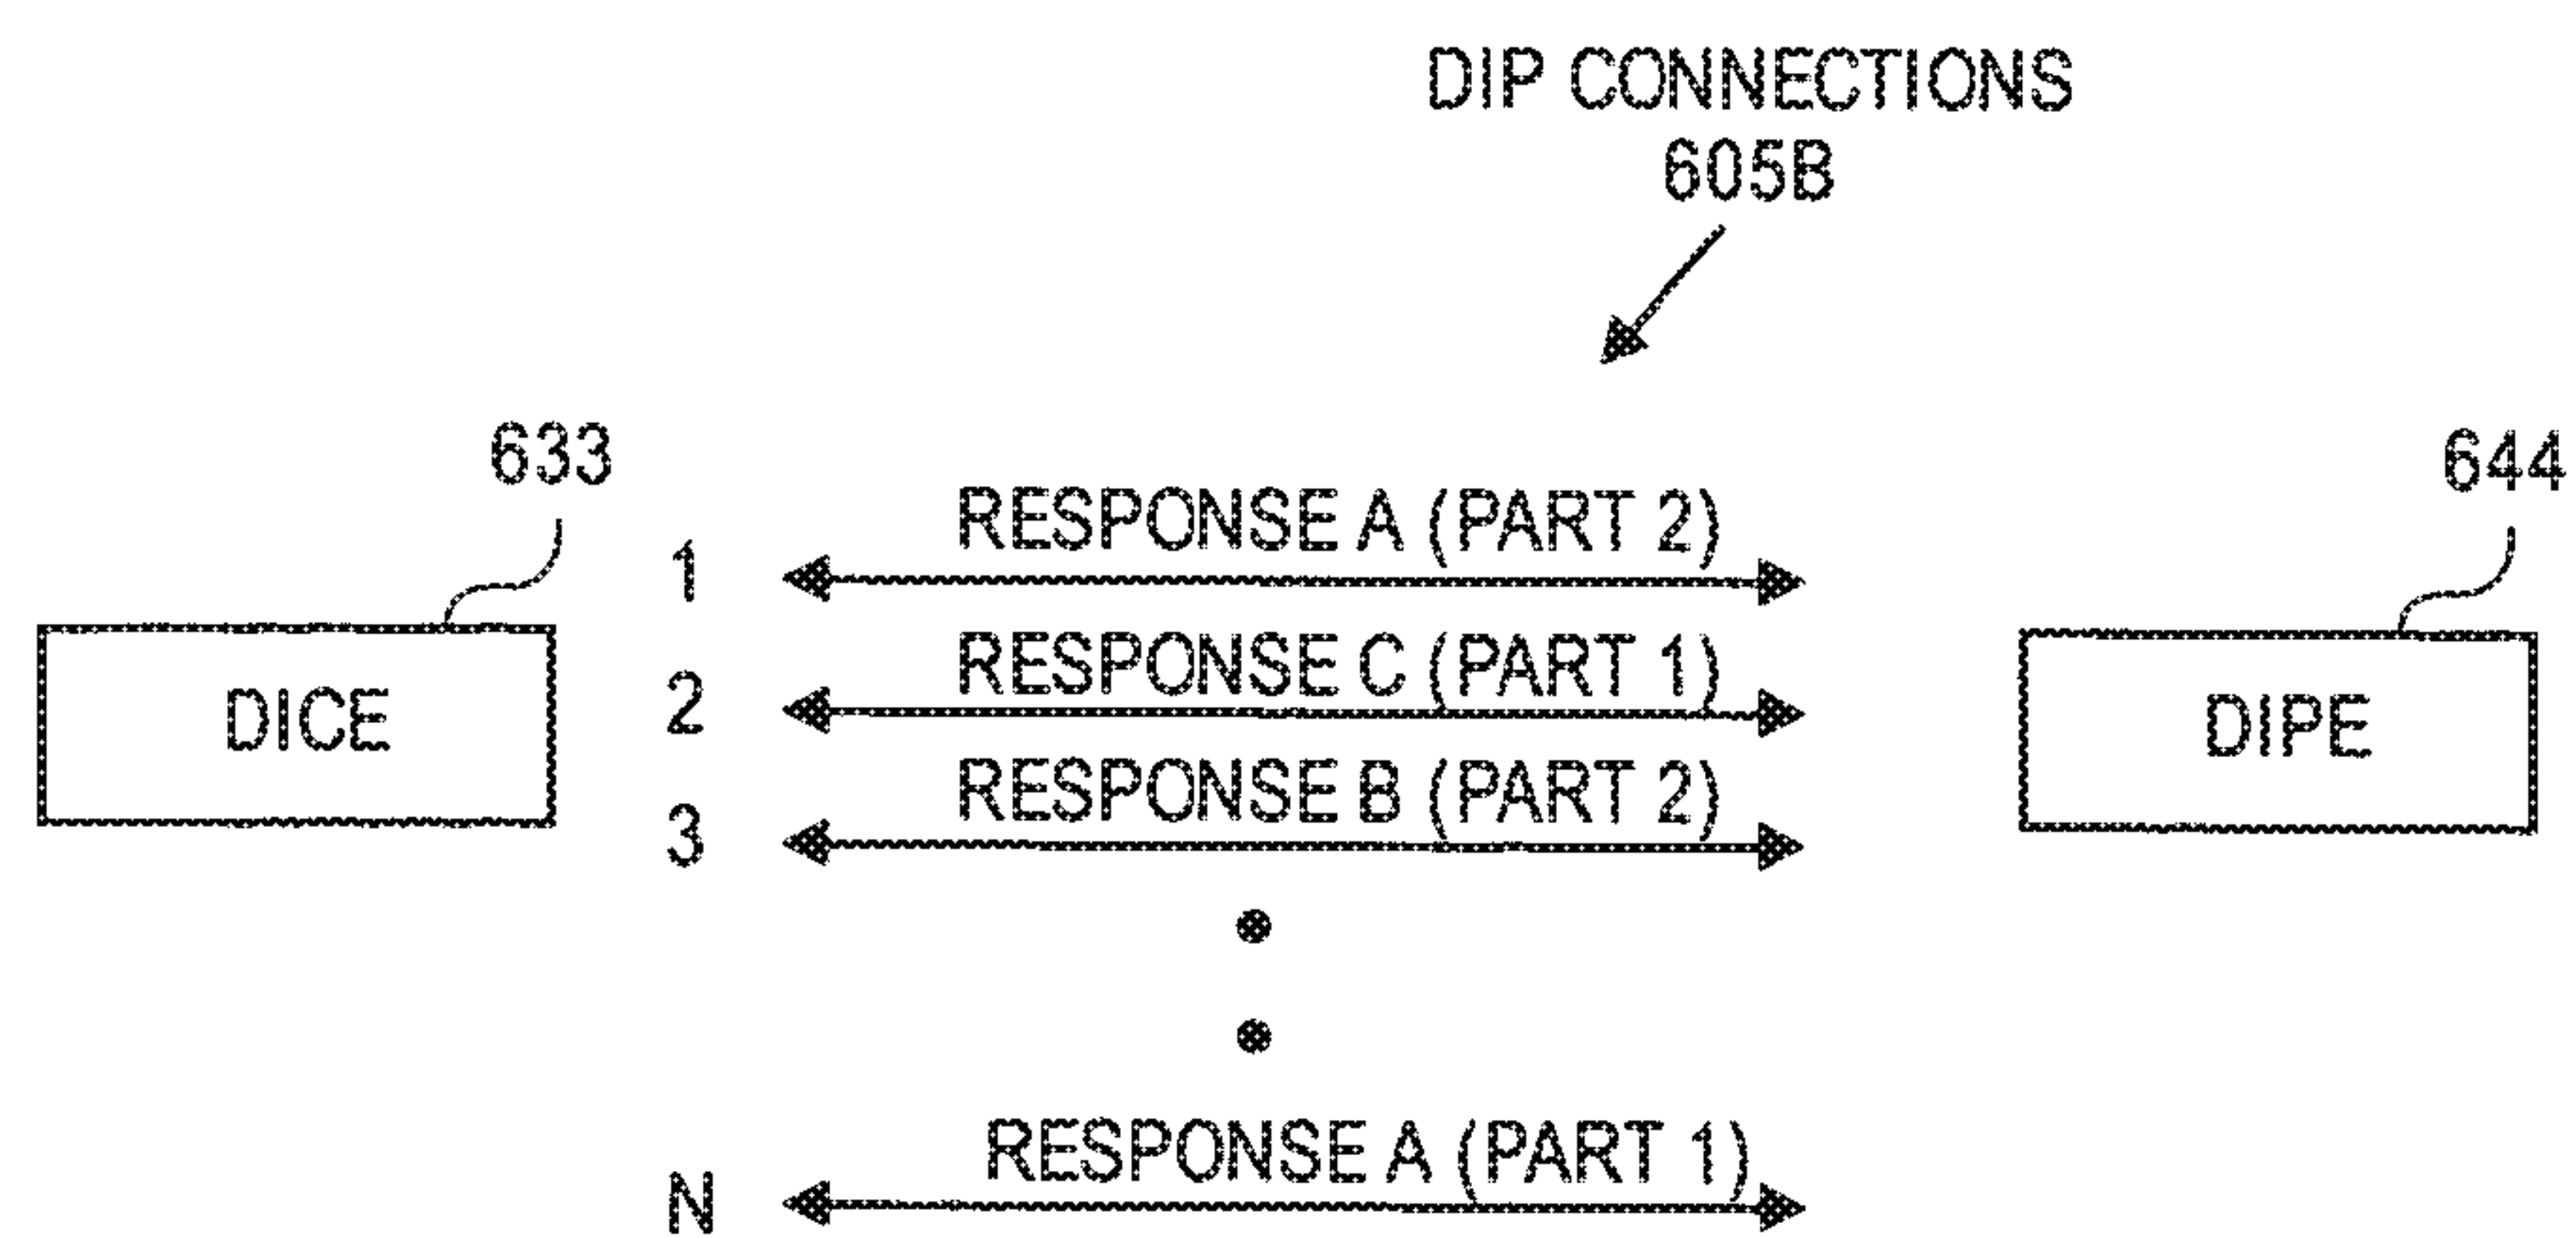 DIP CONNECTIONS
605B
633
644
RESPONSE A (PART 2)
1
RESPONSE C (PART 1)
DICE
2
DIPE
RESPONSE B (PART 2)
3
RESPONSE A (PART 1)
N